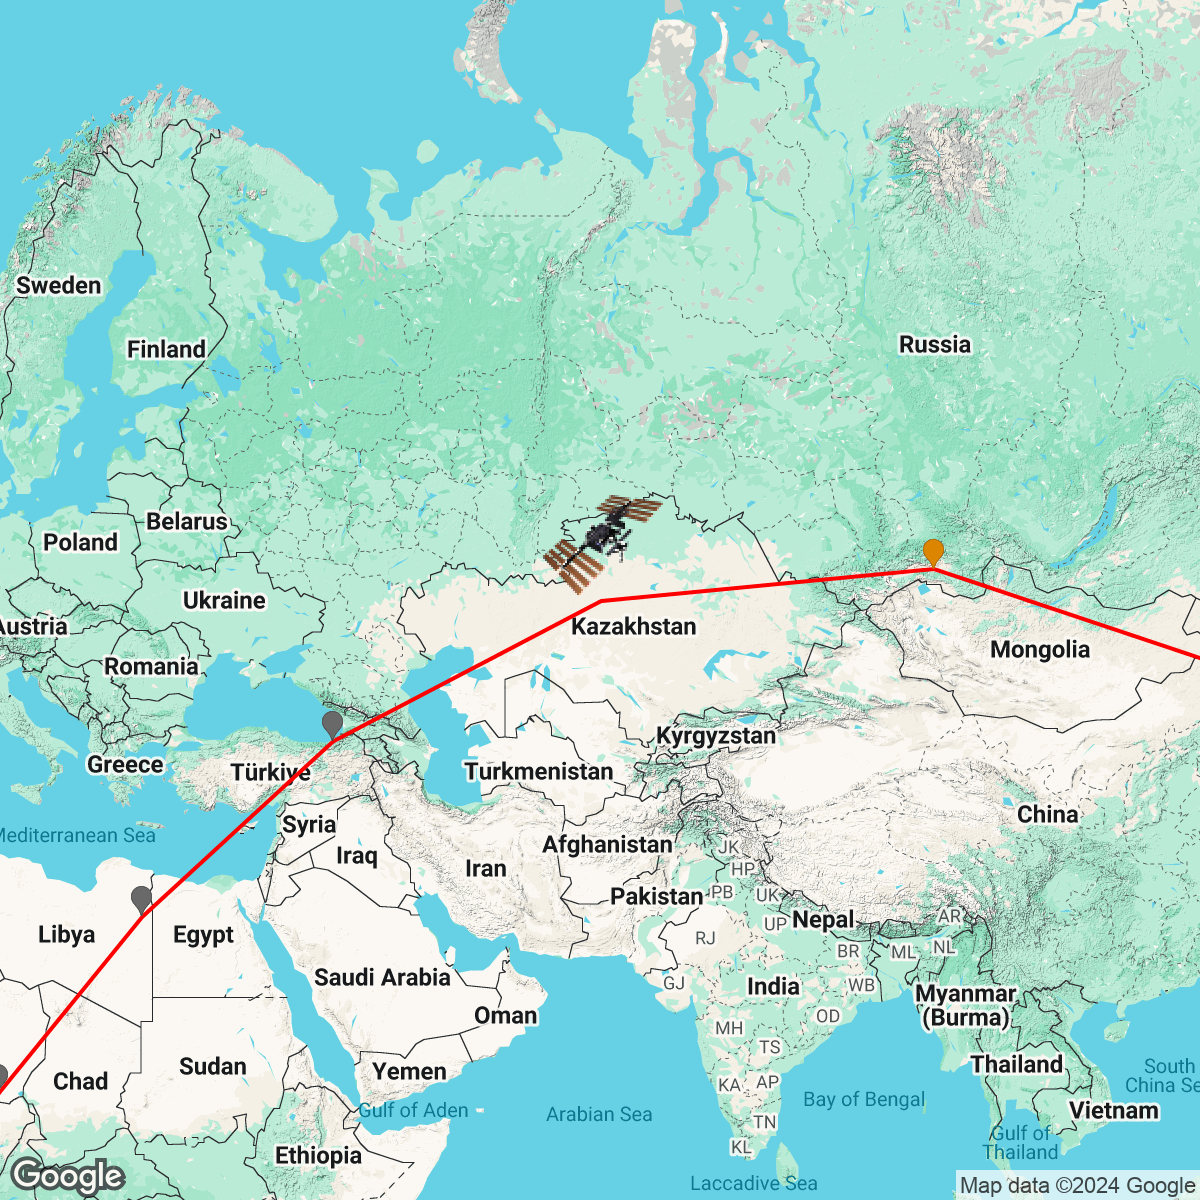 Sweden
Finland
Russia
Belarus
Poland
Ukraine
Austria
Kazakhstan
Romania
Mongolia
Kyrgyzstan
Greece
Türkiye
Turkmenistan
China
Syria
Mediterranean Sea
Iraq
Afghanistan
JK
Iran
HP
Pakistan
PB
UK
Nepal
AR
UP
Libya
Egypt
RJ
BR
ML
NL
Saudi Arabia
GJ
India
WB
Myanmar
(Burma)
Oman
MH
OD
TS
Sudan
Thailand
South
China Se
Chad
Yemen
KA
AP
Gulf of Aden
Arabian Sea
Bay of Bengal
Vietnam
TN
Gulf of
Thailand
KL
Ethiopia
Laccadive Sea
Google
Map data ©2024 Google